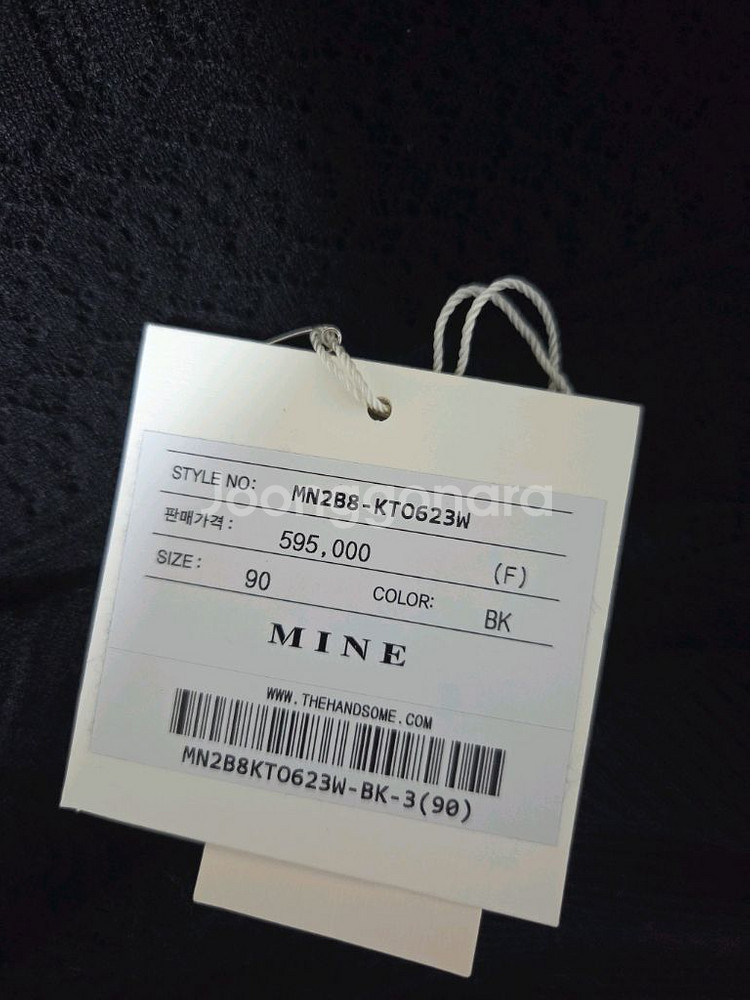 STYLE NO: MN2B8-KTO623W
Joonggonara
판매가격: 595,000 (F)
SIZE: 90 COLOR: BK
MINE
WWW.THEHANDSOME.COM
MN2B8KTO623W-BK-3(90)